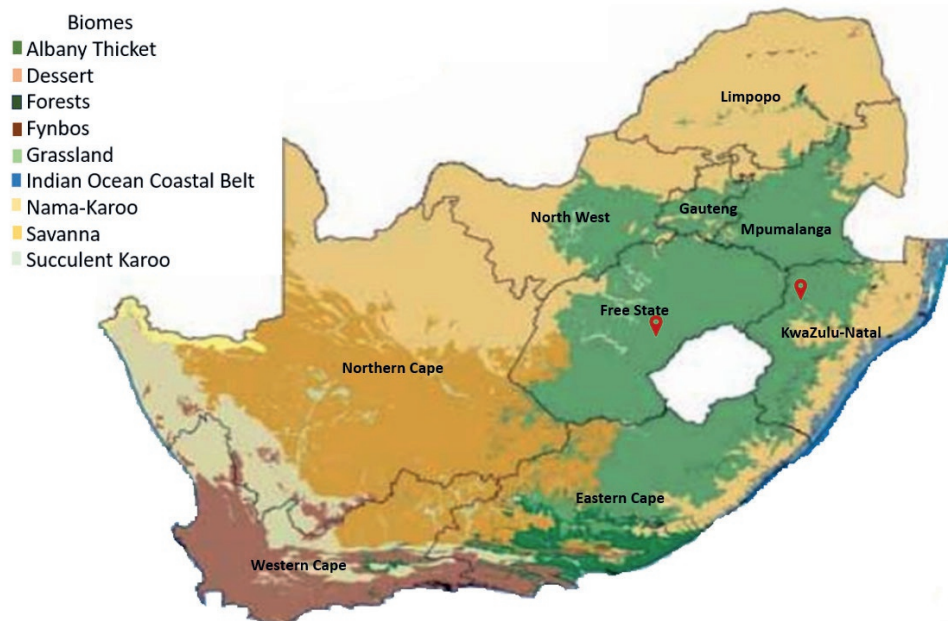 Biomes
Albany Thicket
Dessert
Forests
Fynbos
Grassland
Indian Ocean Coastal Belt
Nama-Karoo
Savanna
Succulent Karoo
Limpopo
North West
Gauteng
Mpumalanga
Free State
KwaZulu-Natal
Northern Cape
Eastern Cape
Western Cape